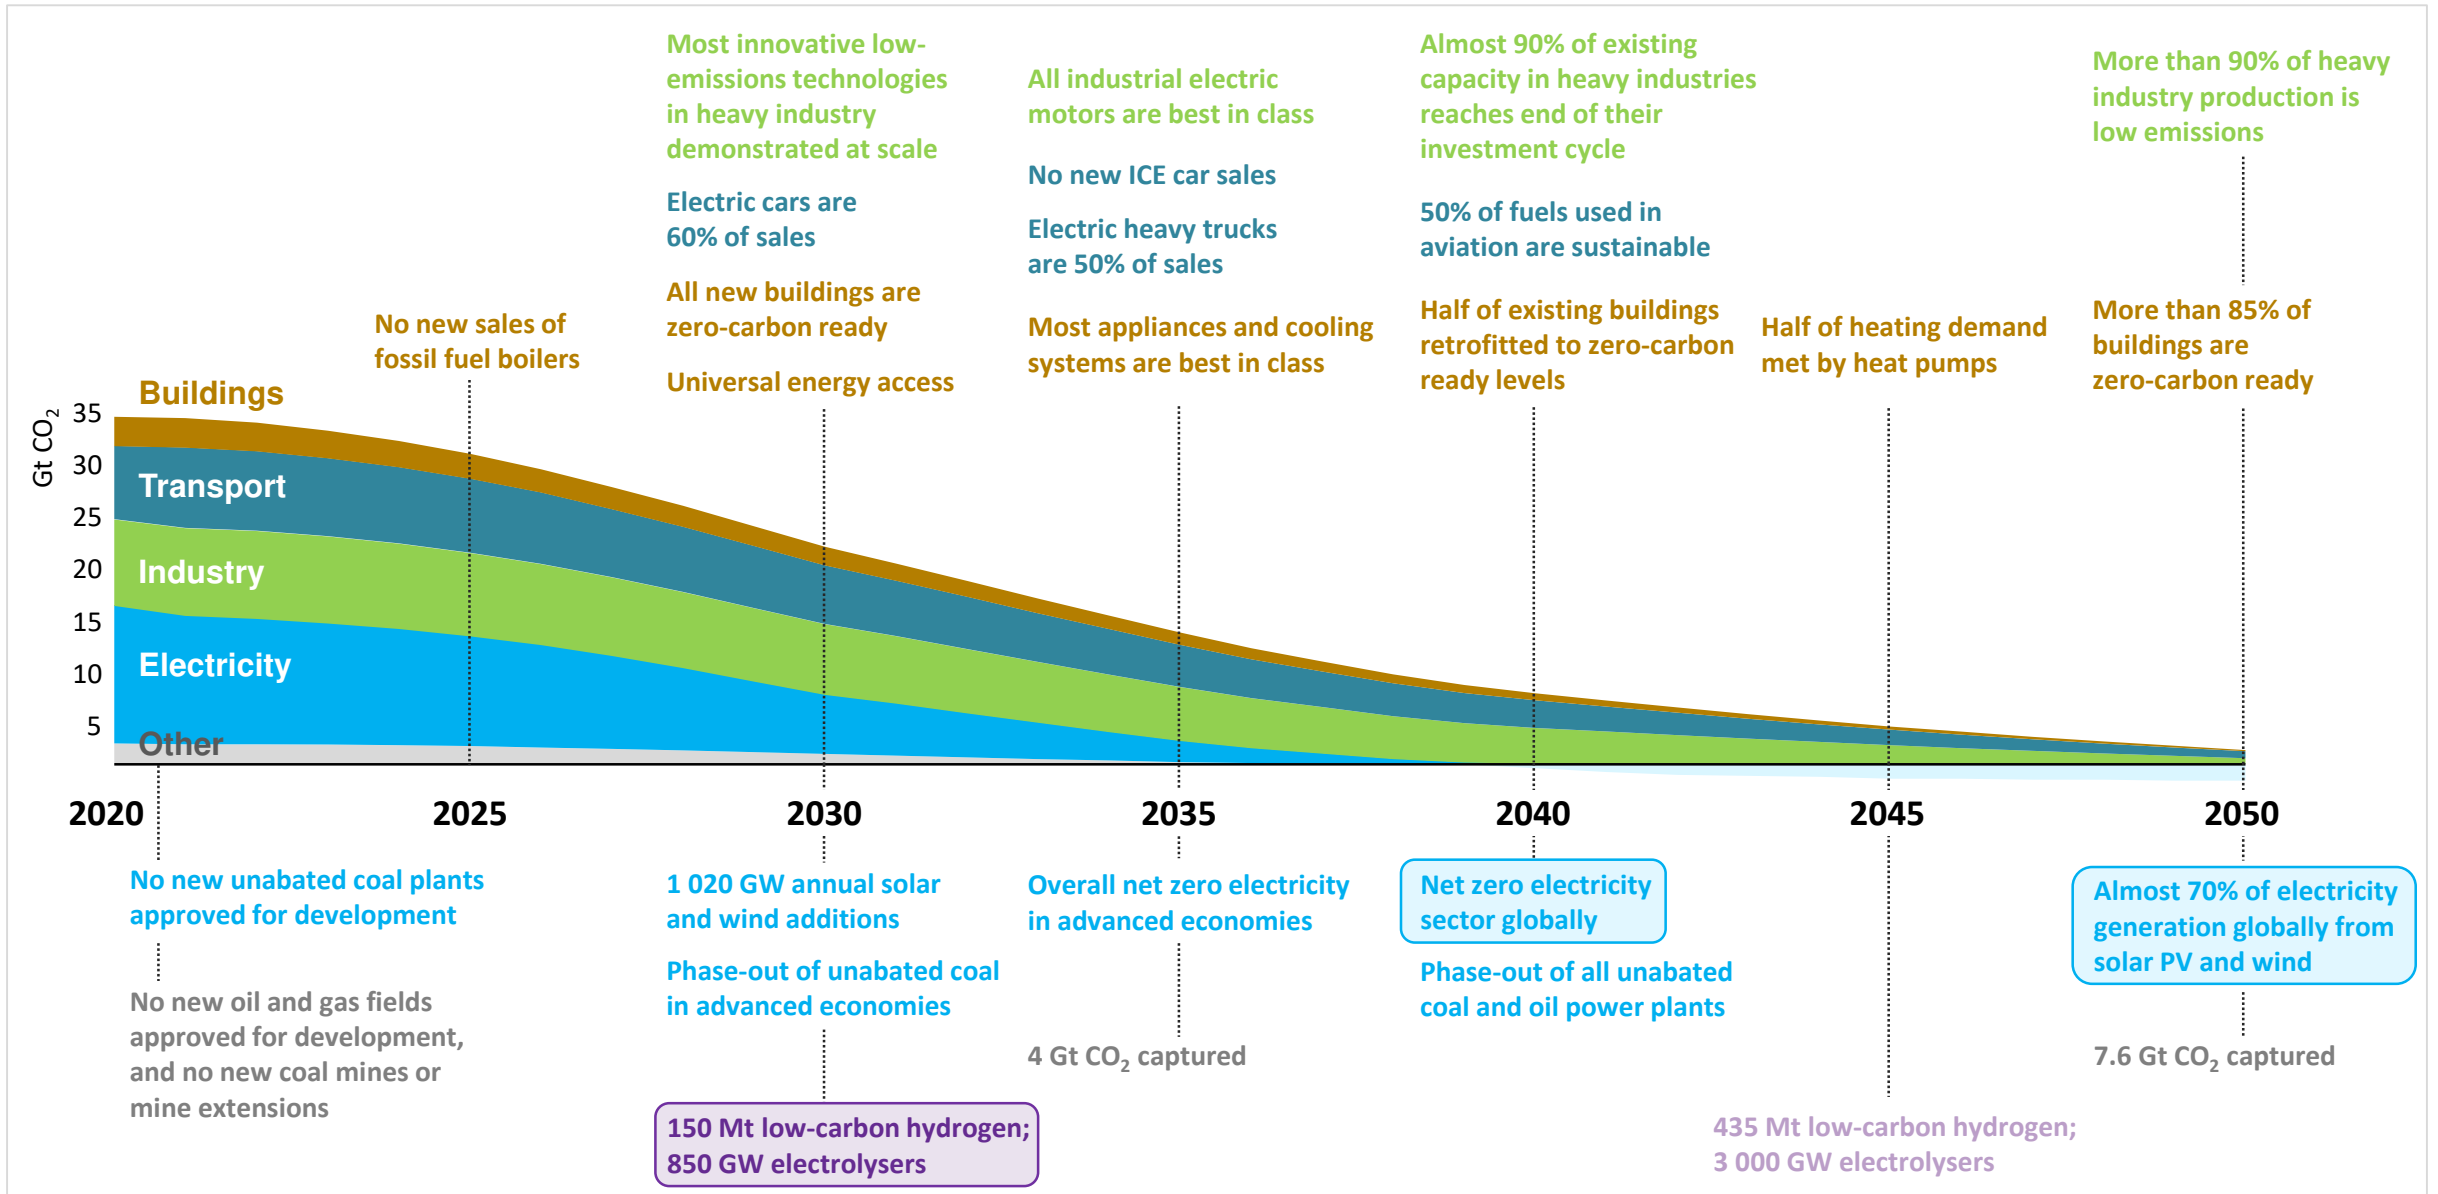 Most innovative low-
emissions technologies
in heavy industry
demonstrated at scale
Electric cars are
60% of sales
All new buildings are
zero-carbon ready
Universal energy access
All industrial electric
motors are best in class
No new ICE car sales
Electric heavy trucks
are 50% of sales
Most appliances and cooling
systems are best in class
Almost 90% of existing
capacity in heavy industries
reaches end of their
investment cycle
50% of fuels used in
aviation are sustainable
Half of existing buildings
retrofitted to zero-carbon
ready levels
Half of heating demand
met by heat pumps
More than 90% of heavy
industry production is
low emissions
More than 85% of
buildings are
zero-carbon ready
No new sales of
fossil fuel boilers
Gt CO₂
35
30
25
20
15
10
5
Buildings
Transport
Industry
Electricity
Other
2020
2025
2030
2035
2040
2045
2050
No new unabated coal plants
approved for development
No new oil and gas fields
approved for development,
and no new coal mines or
mine extensions
1 020 GW annual solar
and wind additions
Phase-out of unabated coal
in advanced economies
150 Mt low-carbon hydrogen;
850 GW electrolysers
Overall net zero electricity
in advanced economies
4 Gt CO₂ captured
Net zero electricity
sector globally
Phase-out of all unabated
coal and oil power plants
435 Mt low-carbon hydrogen;
3 000 GW electrolysers
Almost 70% of electricity
generation globally from
solar PV and wind
7.6 Gt CO₂ captured